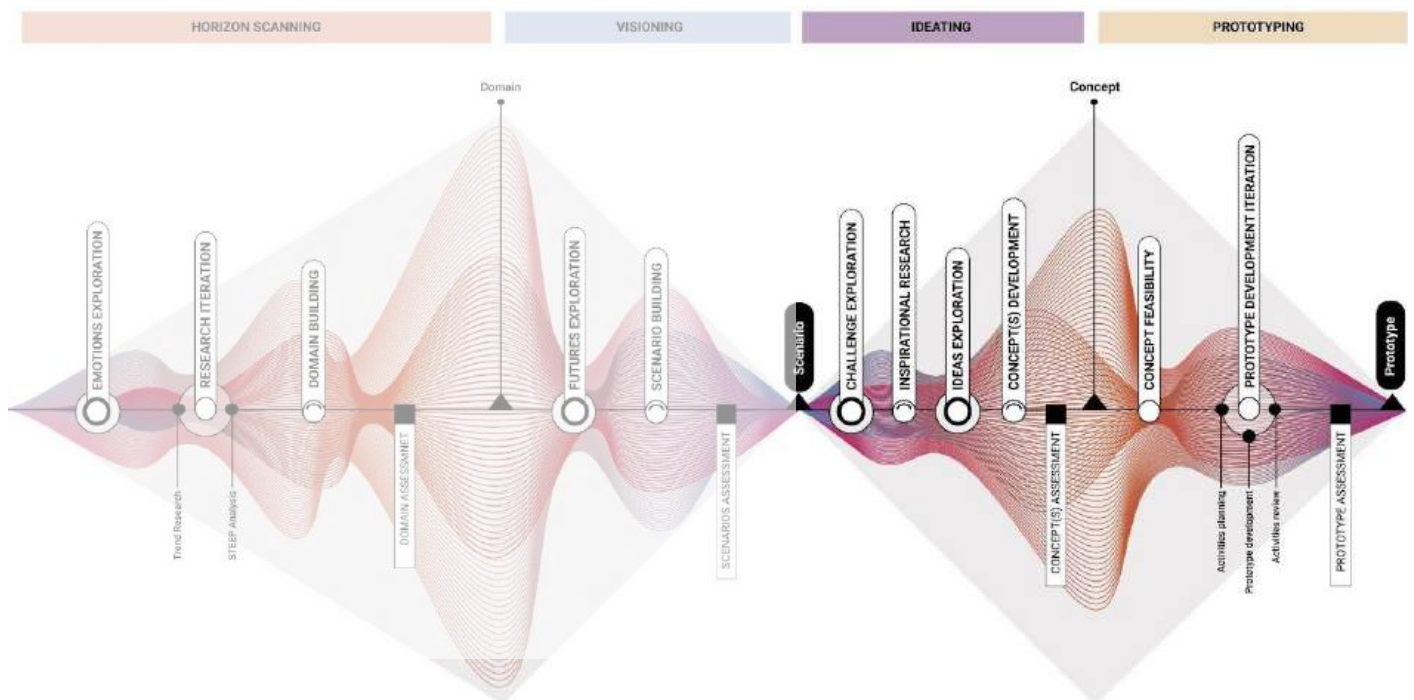 HORIZON SCANNING
VISIONING
IDEATING
PROTOTYPING
Domain
Concept
EMOTIONS EXPLORATION
Trend Research
RESEARCH ITERATION
STEEP Analysis
DOMAIN BUILDING
DOMAIN ASSESSMNET
FUTURES EXPLORATION
SCENARIO BUILDING
SCENARIOS ASSESSMENT
Scenario
CHALLENGE EXPLORATION
INSPIRATIONAL RESEARCH
IDEAS EXPLORATION
CONCEPT(S) DEVELOPMENT
CONCEPT(S) ASSESSMENT
CONCEPT FEASIBILITY
Activities planning
PROTOTYPE DEVELOPMENT ITERATION
Prototype development
Activities review
PROTOTYPE ASSESSMENT
Prototype